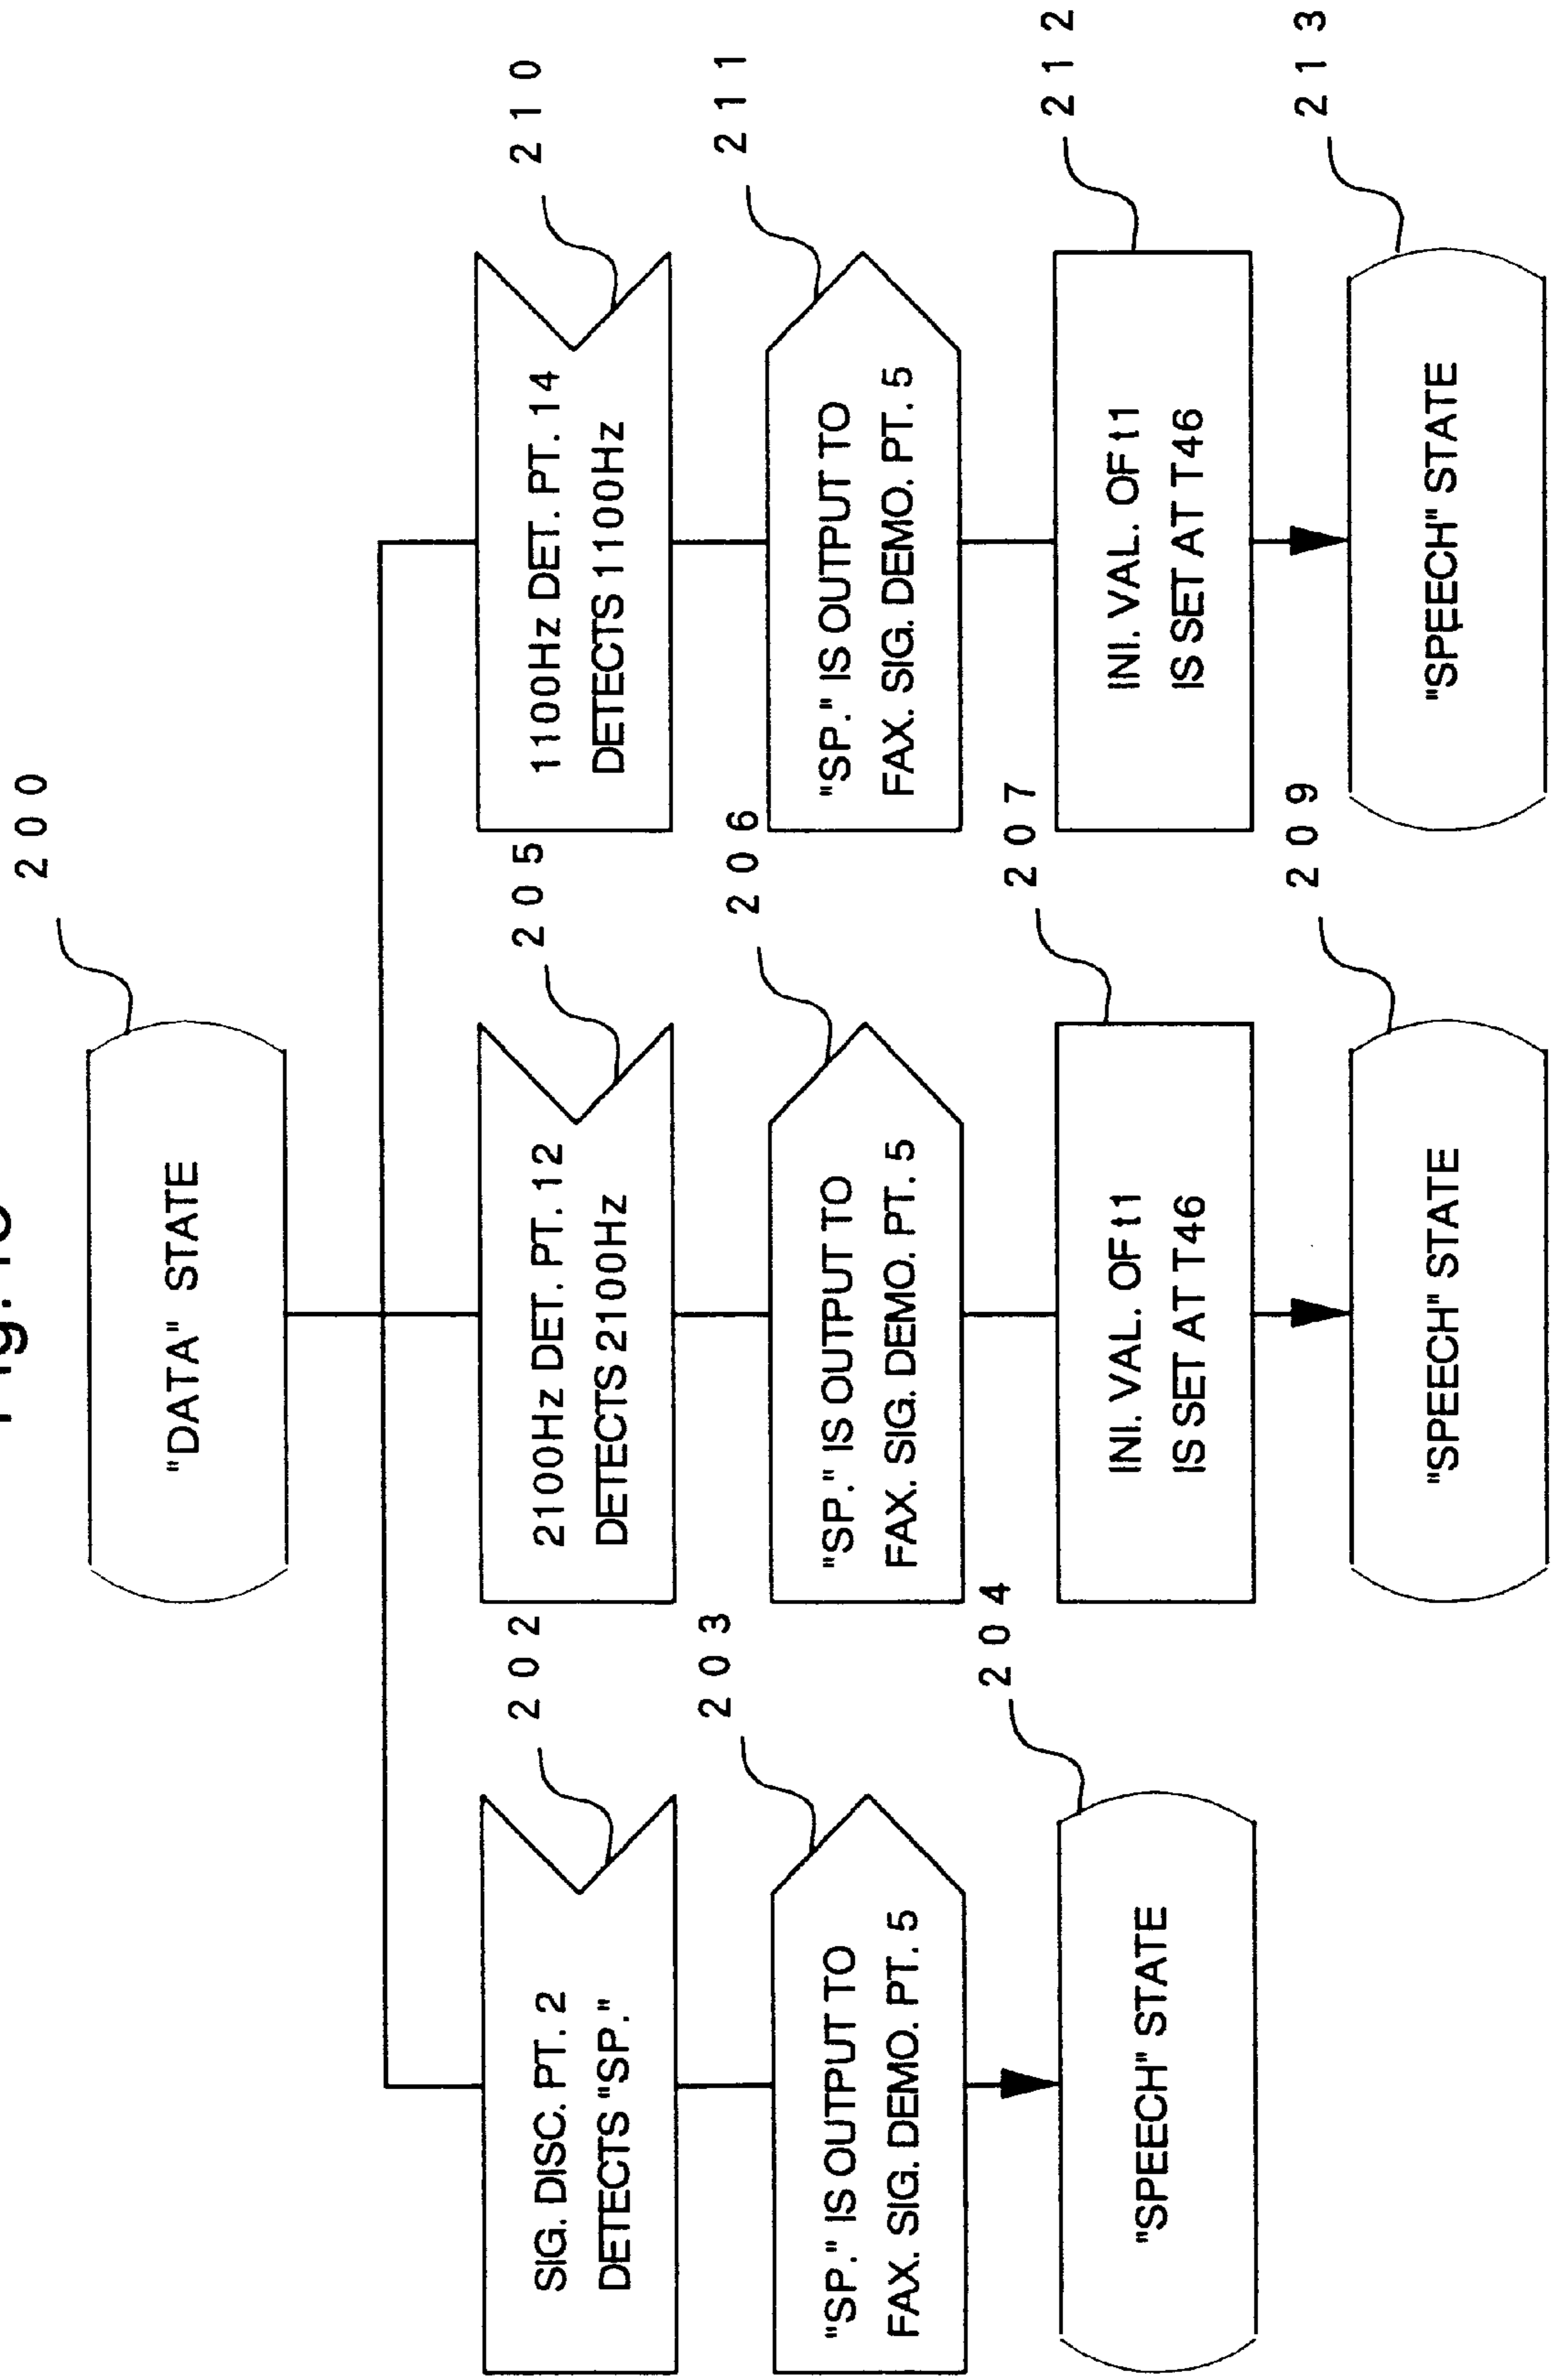 200
"DATA" STATE
202
SIG. DISC. PT. 2
DETECTS "SP."
203
"SP." IS OUTPUT TO
FAX. SIG. DEMO. PT. 5
204
"SPEECH" STATE
205
2100Hz DET. PT. 12
DETECTS 2100Hz
206
"SP." IS OUTPUT TO
FAX. SIG. DEMO. PT. 5
207
INI. VAL. OF t1
IS SET AT T46
209
"SPEECH" STATE
210
1100Hz DET. PT. 14
DETECTS 1100Hz
211
"SP." IS OUTPUT TO
FAX. SIG. DEMO. PT. 5
212
INI. VAL. OF t1
IS SET AT T46
213
"SPEECH" STATE